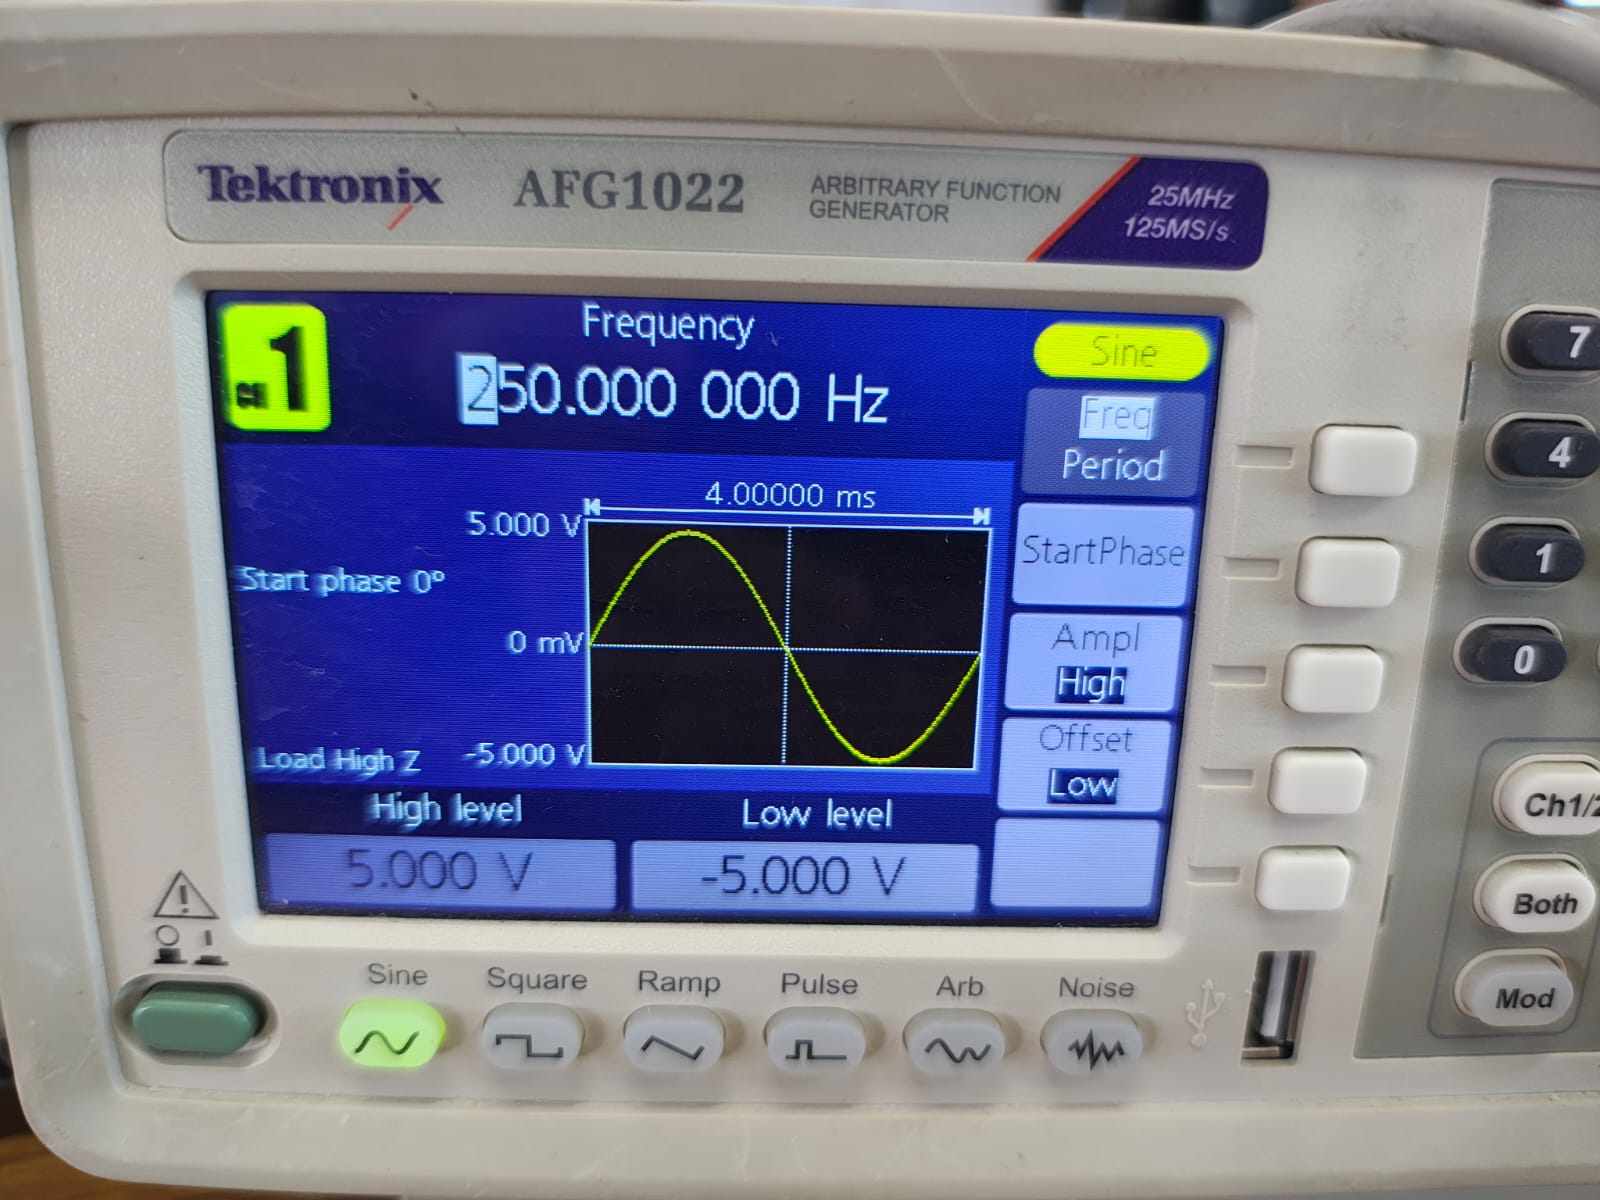 Tektronix AFG1022 ARBITRARY FUNCTION
GENERATOR
25MHz
125MS/s
CH1
Frequency
250.000 000 Hz
Sine
Freq
Period
StartPhase
Ampl
High
Offset
Low
4.00000 ms
5.000 V
Start phase 0°
0 mV
Load High Z
-5.000 V
High level
Low level
5.000 V
-5.000 V
Sine
Square
Ramp
Pulse
Arb
Noise
7
4
1
0
Ch1/2
Both
Mod